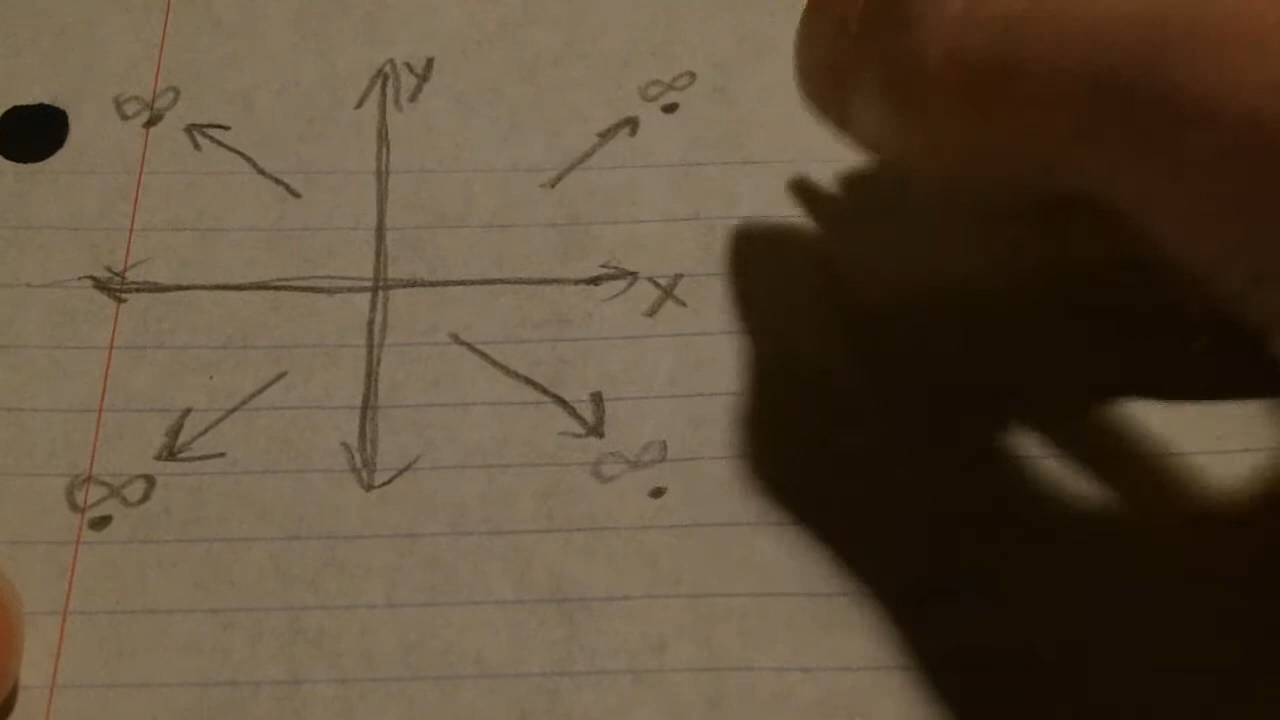 ∞ y ∞
x
∞ ∞